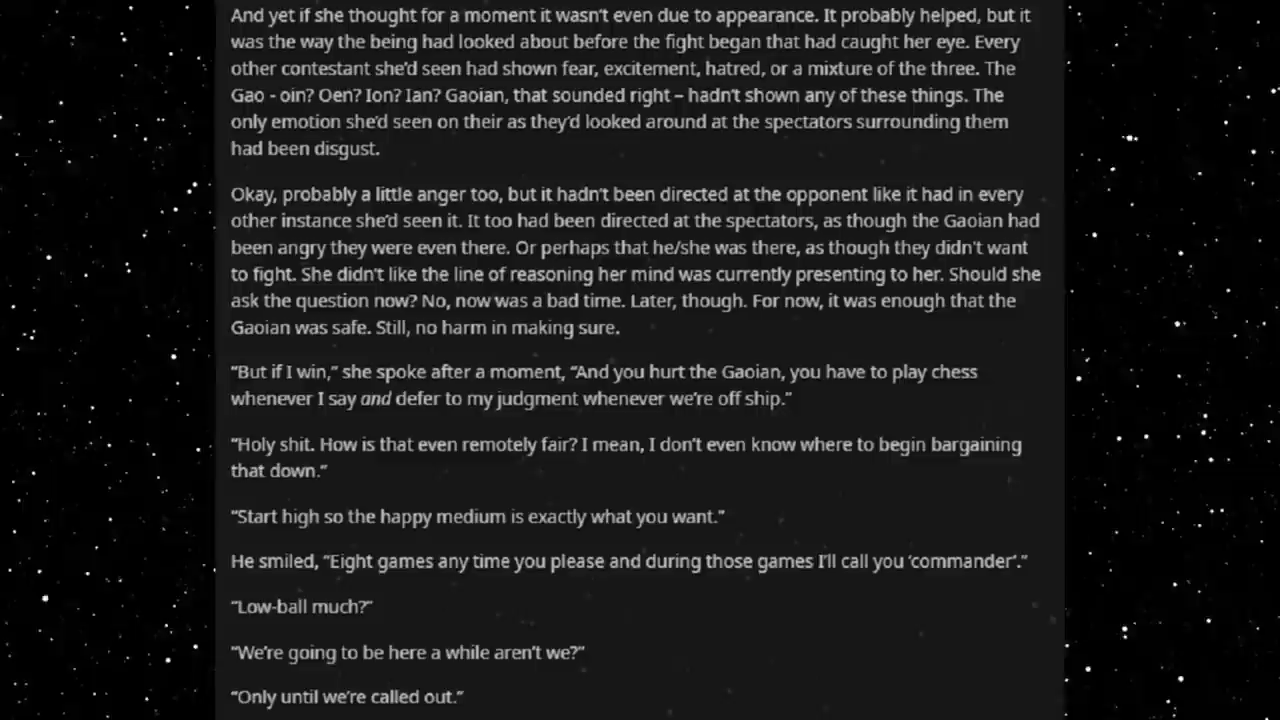 And yet if she thought for a moment it wasn’t even due to appearance. It probably helped, but it
was the way the being had looked about before the fight began that had caught her eye. Every
other contestant she’d seen had shown fear, excitement, hatred, or a mixture of the three. The
Gao - oin? Oen? Ion? Ian? Gaoian, that sounded right – hadn’t shown any of these things. The
only emotion she’d seen on their as they’d looked around at the spectators surrounding them
had been disgust.
Okay, probably a little anger too, but it hadn’t been directed at the opponent like it had in every
other instance she’d seen it. It too had been directed at the spectators, as though the Gaoian had
been angry they were even there. Or perhaps that he/she was there, as though they didn’t want
to fight. She didn’t like the line of reasoning her mind was currently presenting to her. Should she
ask the question now? No, now was a bad time. Later, though. For now, it was enough that the
Gaoian was safe. Still, no harm in making sure.
“But if I win,” she spoke after a moment, “And you hurt the Gaoian, you have to play chess
whenever I say and defer to my judgment whenever we’re off ship.”
“Holy shit. How is that even remotely fair? I mean, I don’t even know where to begin bargaining
that down.”
“Start high so the happy medium is exactly what you want.”
He smiled, “Eight games any time you please and during those games I’ll call you ‘commander’.”
“Low-ball much?”
“We’re going to be here a while aren’t we?”
“Only until we’re called out.”